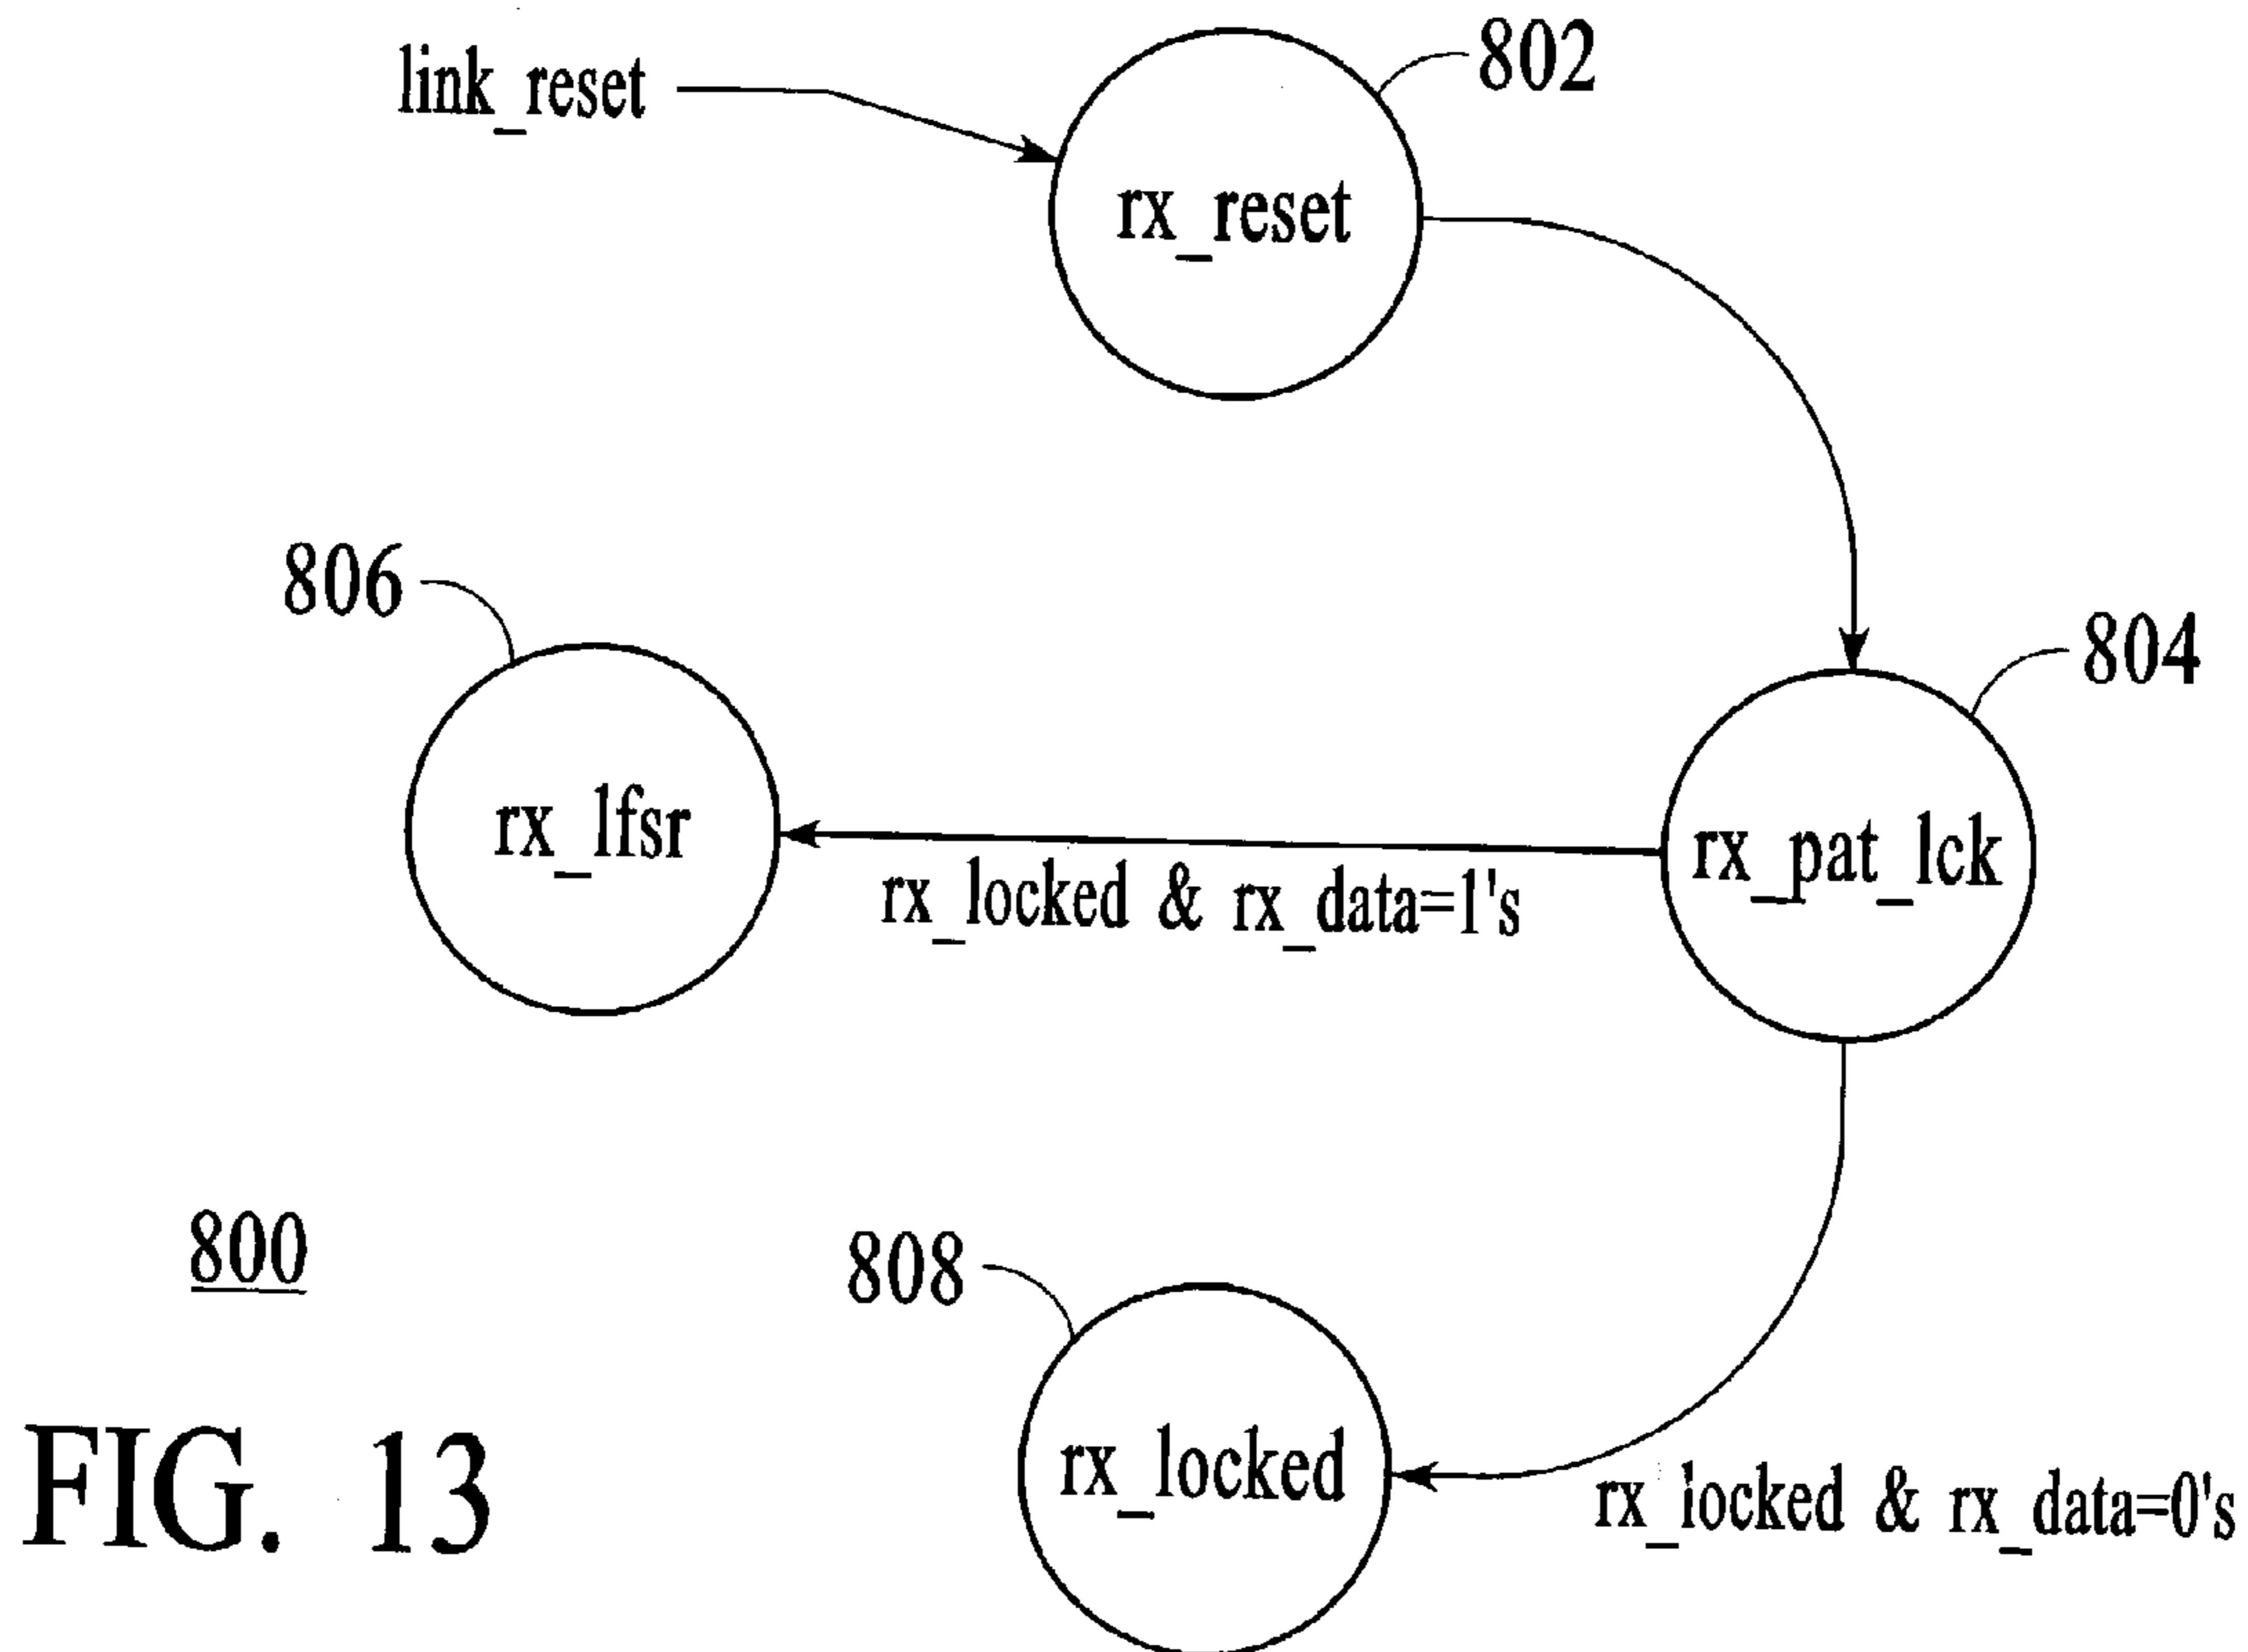 link_reset
802
rx_reset
806
804
rx_lfsr
rx_pat_lck
rx_locked & rx_data=1's
800
808
rx_locked
rx_locked & rx_data=0's
FIG. 13